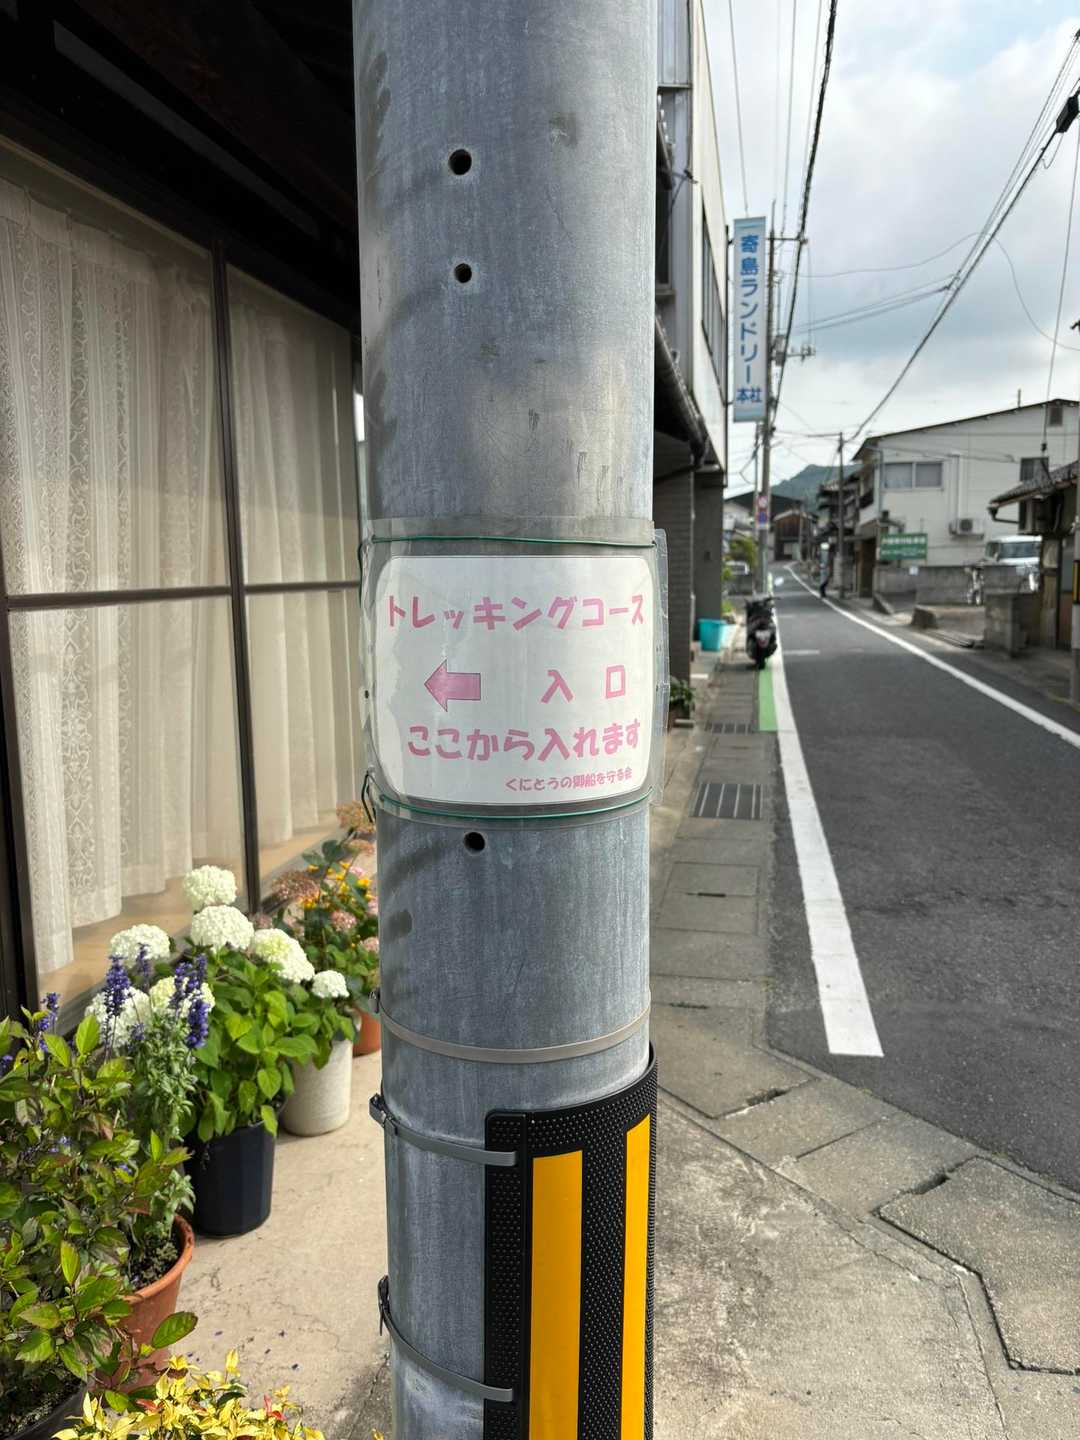 トレッキングコース
← 入口
ここから入れます
くにとうの御船を守る会
寄島ランドリー本社